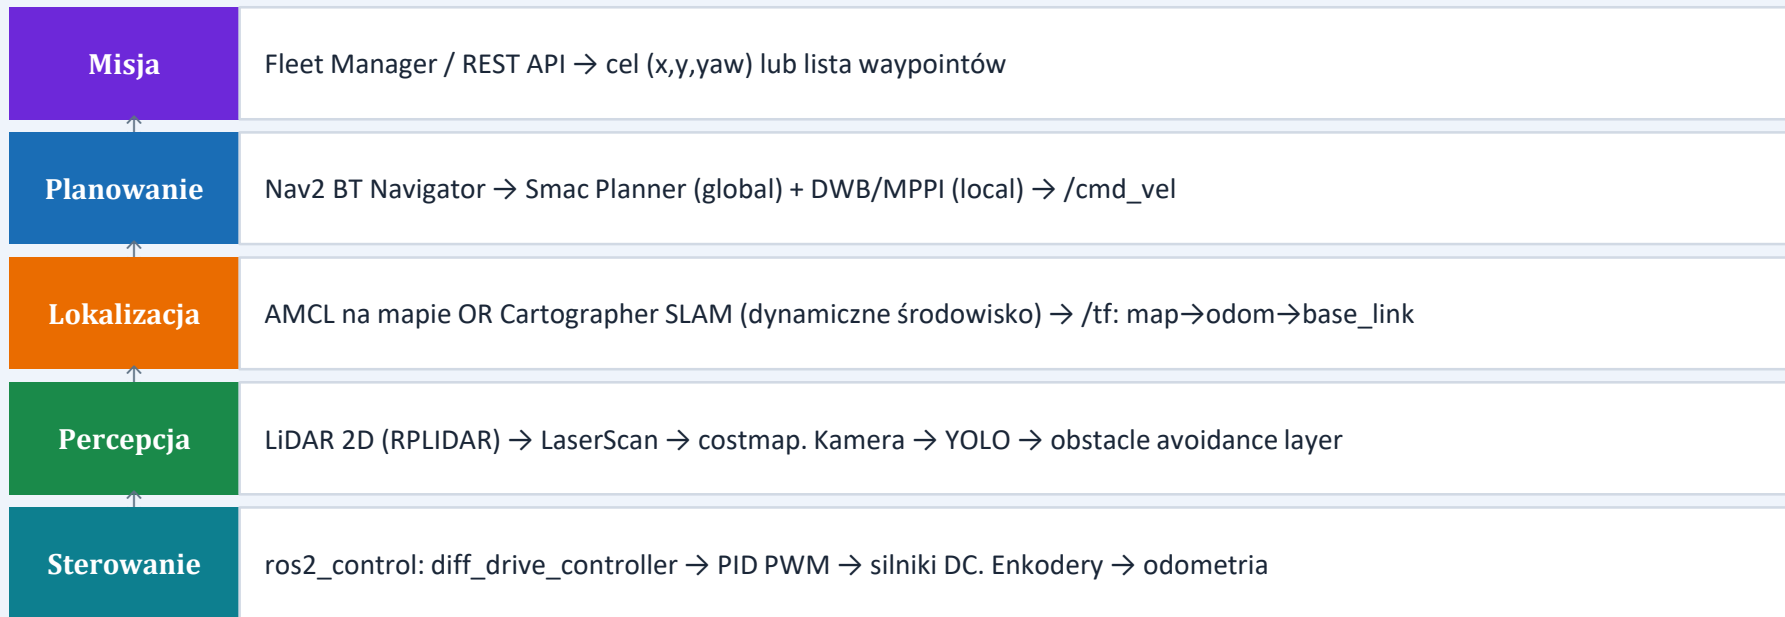 Misja
Fleet Manager / REST API → cel (x,y,yaw) lub lista waypointów
Planowanie
Nav2 BT Navigator → Smac Planner (global) + DWB/MPPI (local) → /cmd_vel
Lokalizacja
AMCL na mapie OR Cartographer SLAM (dynamiczne środowisko) → /tf: map→odom→base_link
Percepcja
LiDAR 2D (RPLIDAR) → LaserScan → costmap. Kamera → YOLO → obstacle avoidance layer
Sterowanie
ros2_control: diff_drive_controller → PID PWM → silniki DC. Enkodery → odometria